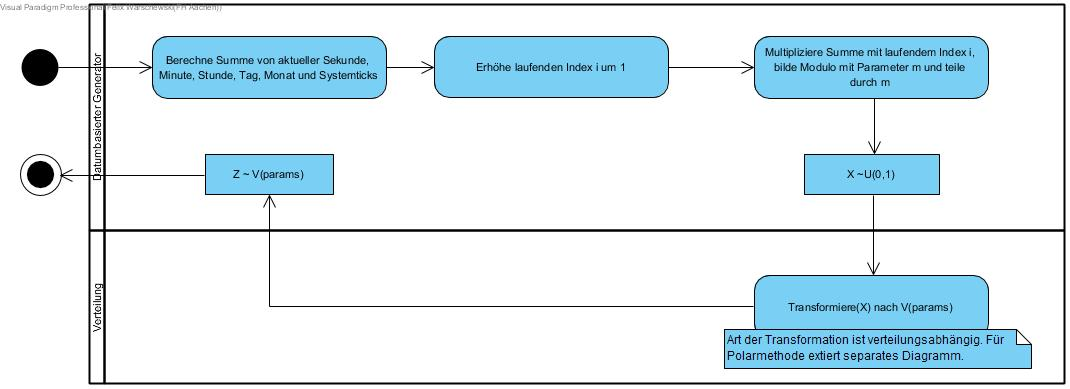 Visual Paradigm Professional(Felix Warschewski(FH Aachen))
Datumbasierter Generator
Berechne Summe von aktueller Sekunde,
Minute, Stunde, Tag, Monat und Systemticks
Erhöhe laufenden Index i um 1
Multipliziere Summe mit laufendem Index i,
bilde Modulo mit Parameter m und teile
durch m
Z ~ V(params)
X ~U(0,1)
Verteilung
Transformiere(X) nach V(params)
Art der Transformation ist verteilungsabhängig. Für
Polarmethode extiert separates Diagramm.